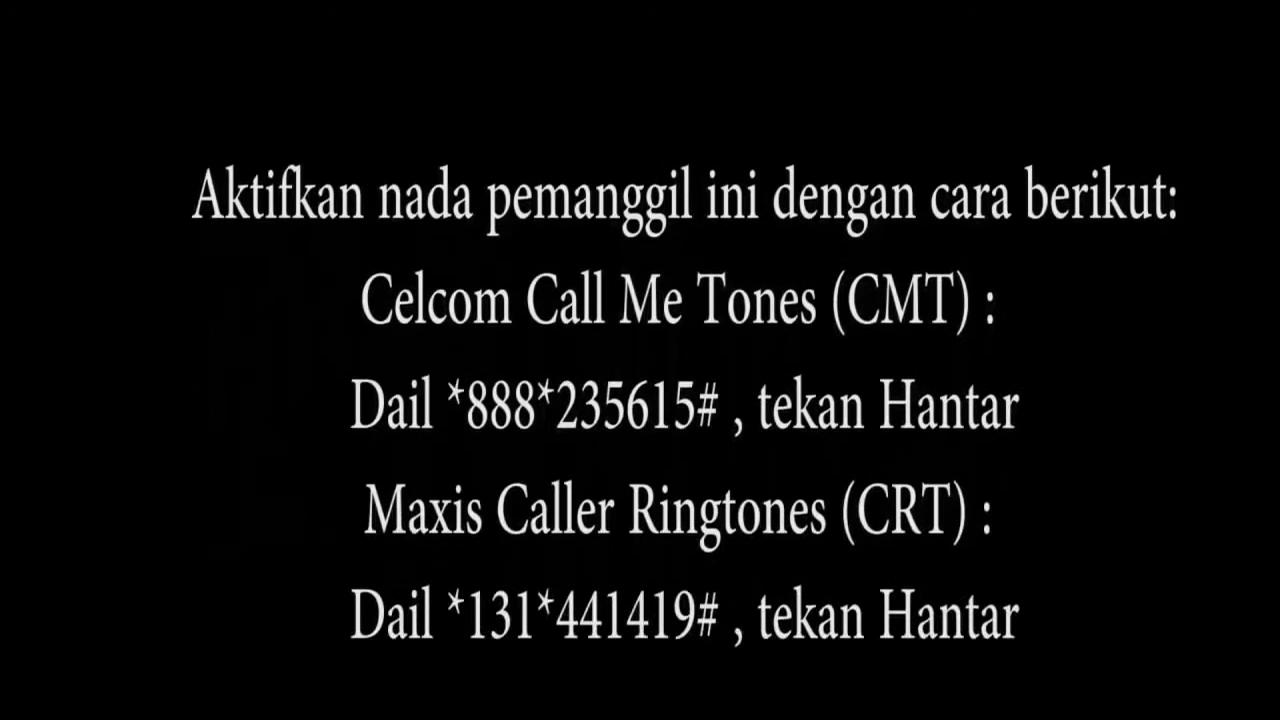 Aktifkan nada pemanggil ini dengan cara berikut:
Celcom Call Me Tones (CMT) :
Dail *888*235615# , tekan Hantar
Maxis Caller Ringtones (CRT) :
Dail *131*441419# , tekan Hantar